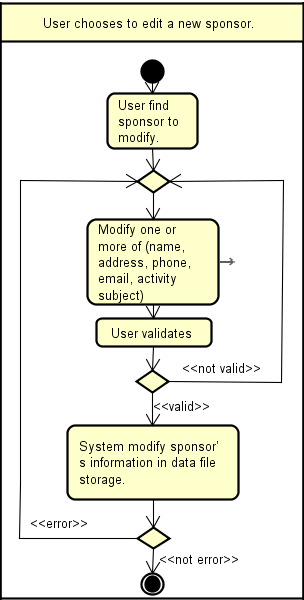 User chooses to edit a new sponsor.
User find
sponsor to
modify.
Modify one or
more of (name,
address, phone,
email, activity
subject)
User validates
<<not valid>>
<<valid>>
System modify sponsor'
s information in data file
storage.
<<error>>
<<not error>>